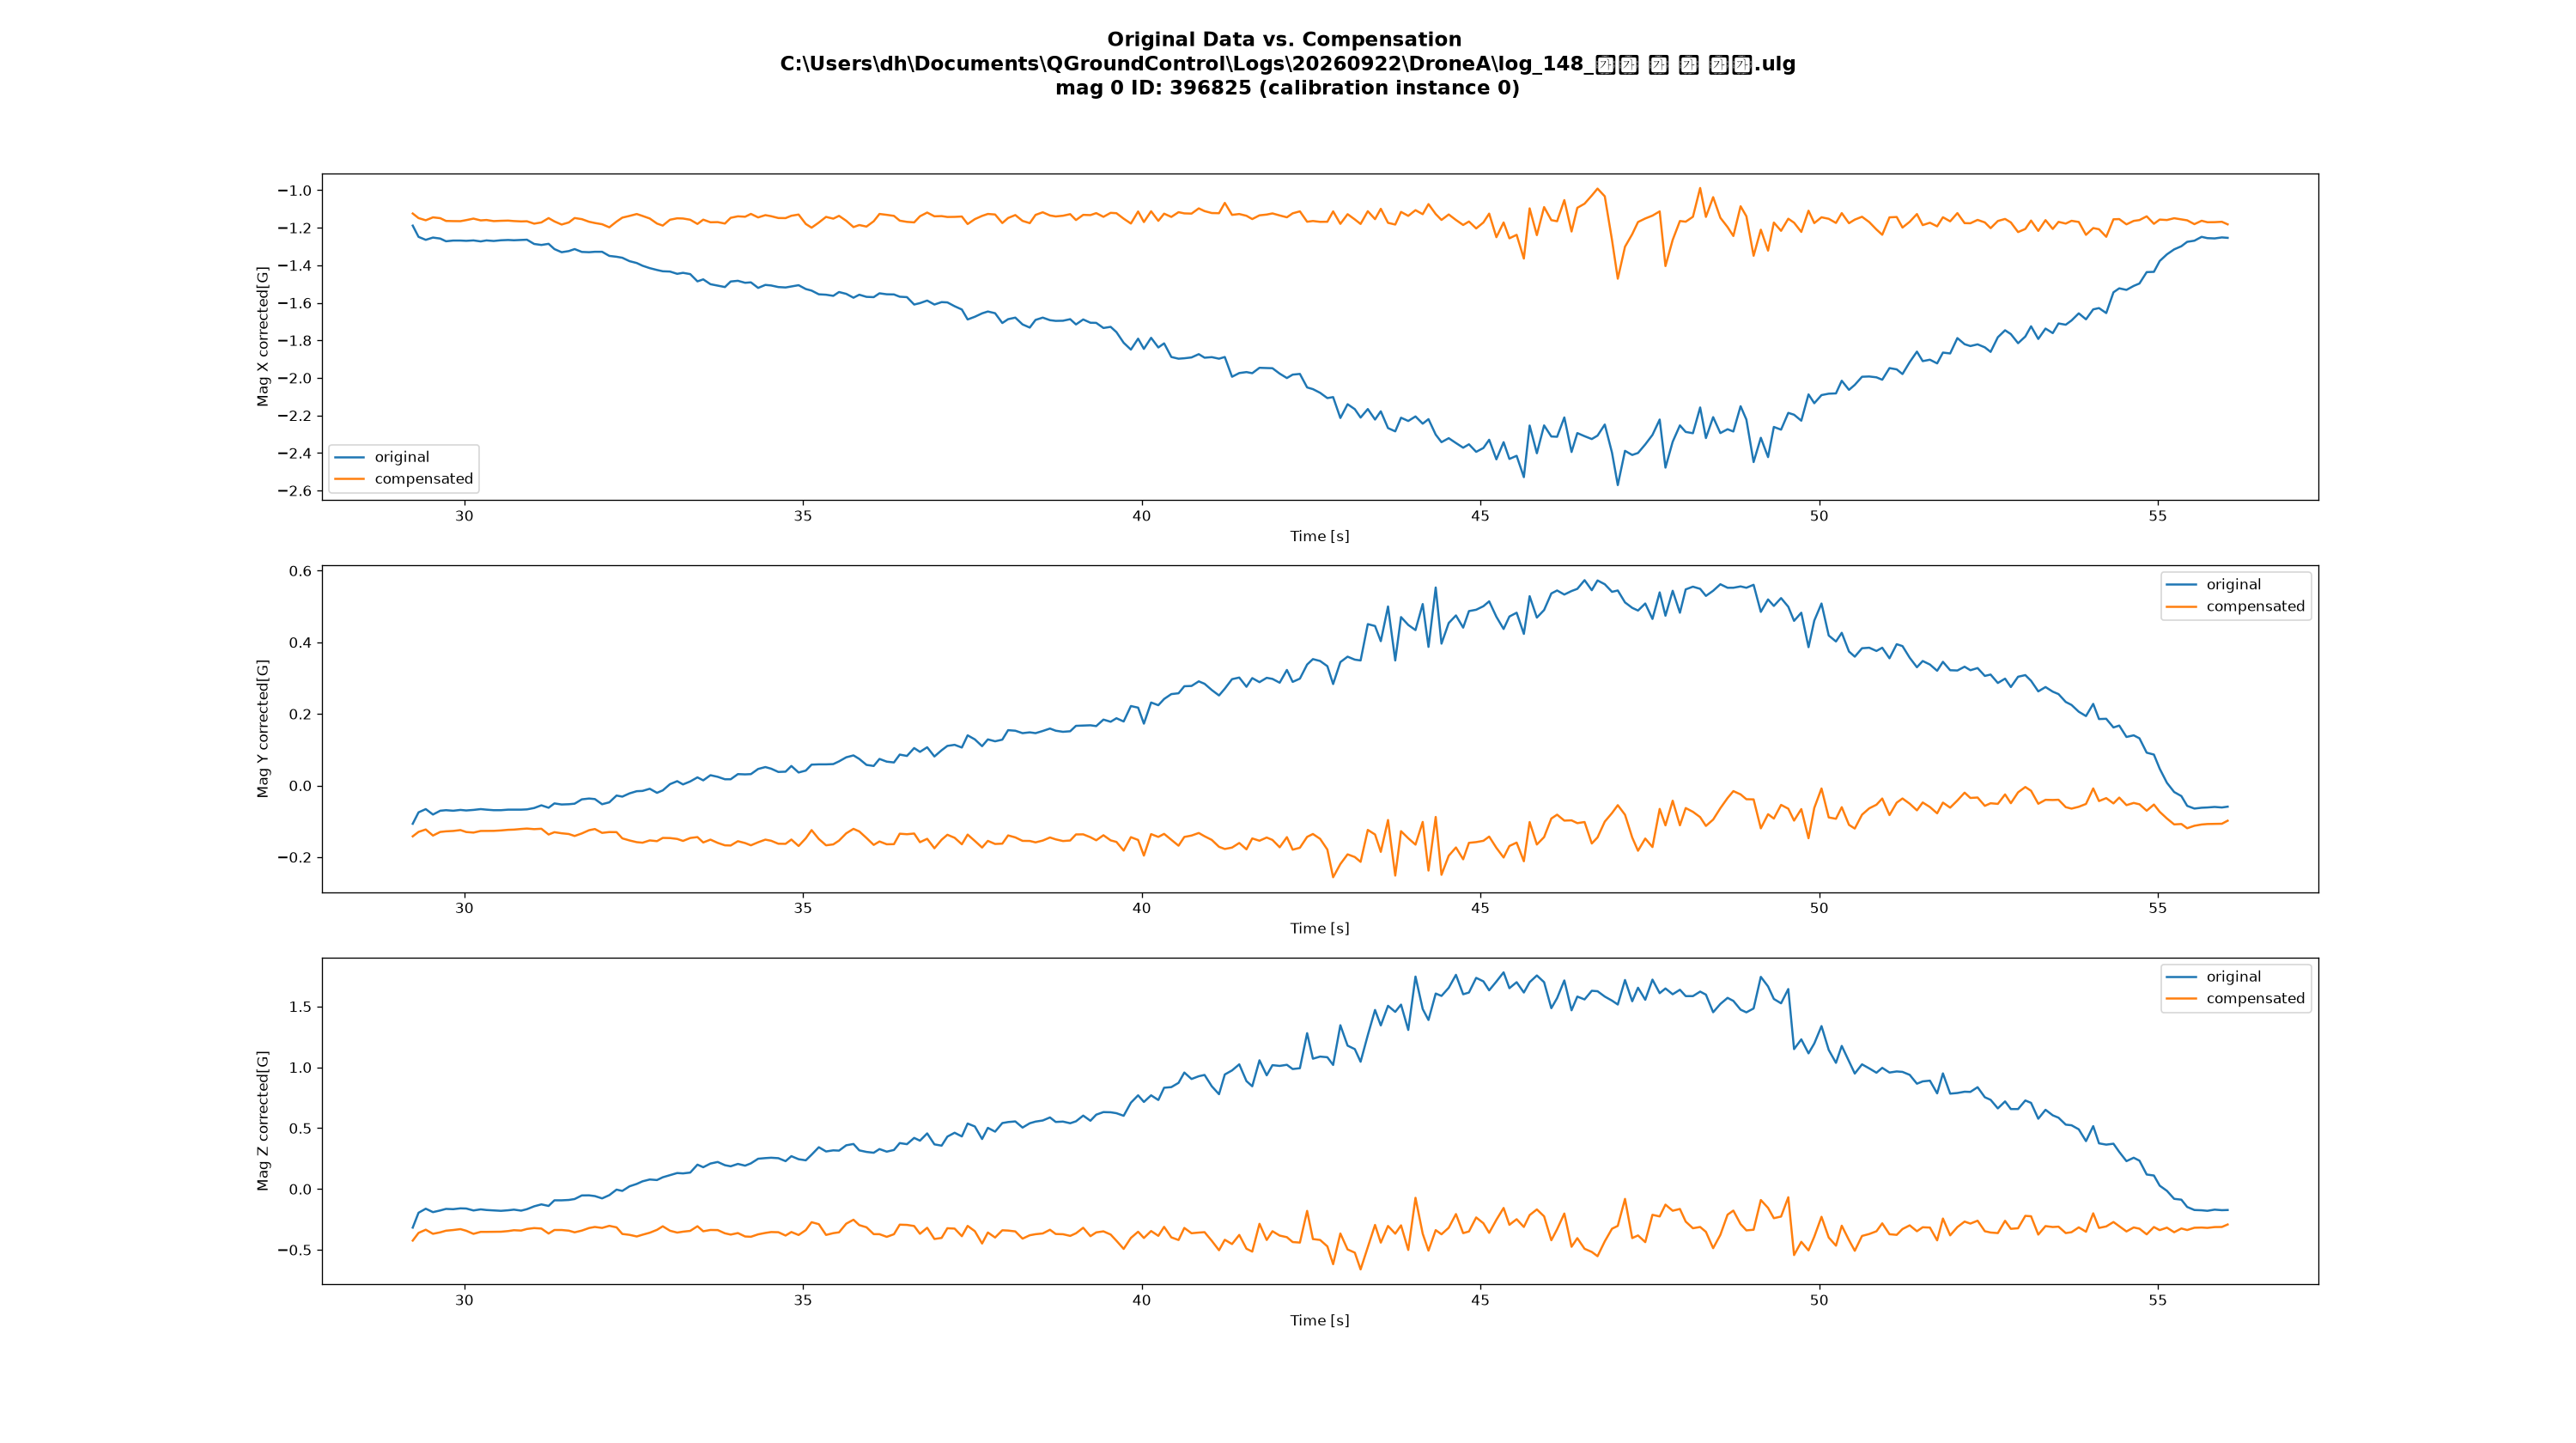 Original Data vs. Compensation
C:\Users\dh\Documents\QGroundControl\Logs\20260922\DroneA\log_148_ .ulg
mag 0 ID: 396825 (calibration instance 0)
−1.0
−1.2
−1.4
−1.6
−1.8
−2.0
−2.2
−2.4
−2.6
Mag X corrected[G]
original
compensated
30
35
40
45
50
55
Time [s]
0.6
0.4
0.2
0.0
−0.2
Mag Y corrected[G]
original
compensated
30
35
40
45
50
55
Time [s]
1.5
1.0
0.5
0.0
−0.5
Mag Z corrected[G]
original
compensated
30
35
40
45
50
55
Time [s]